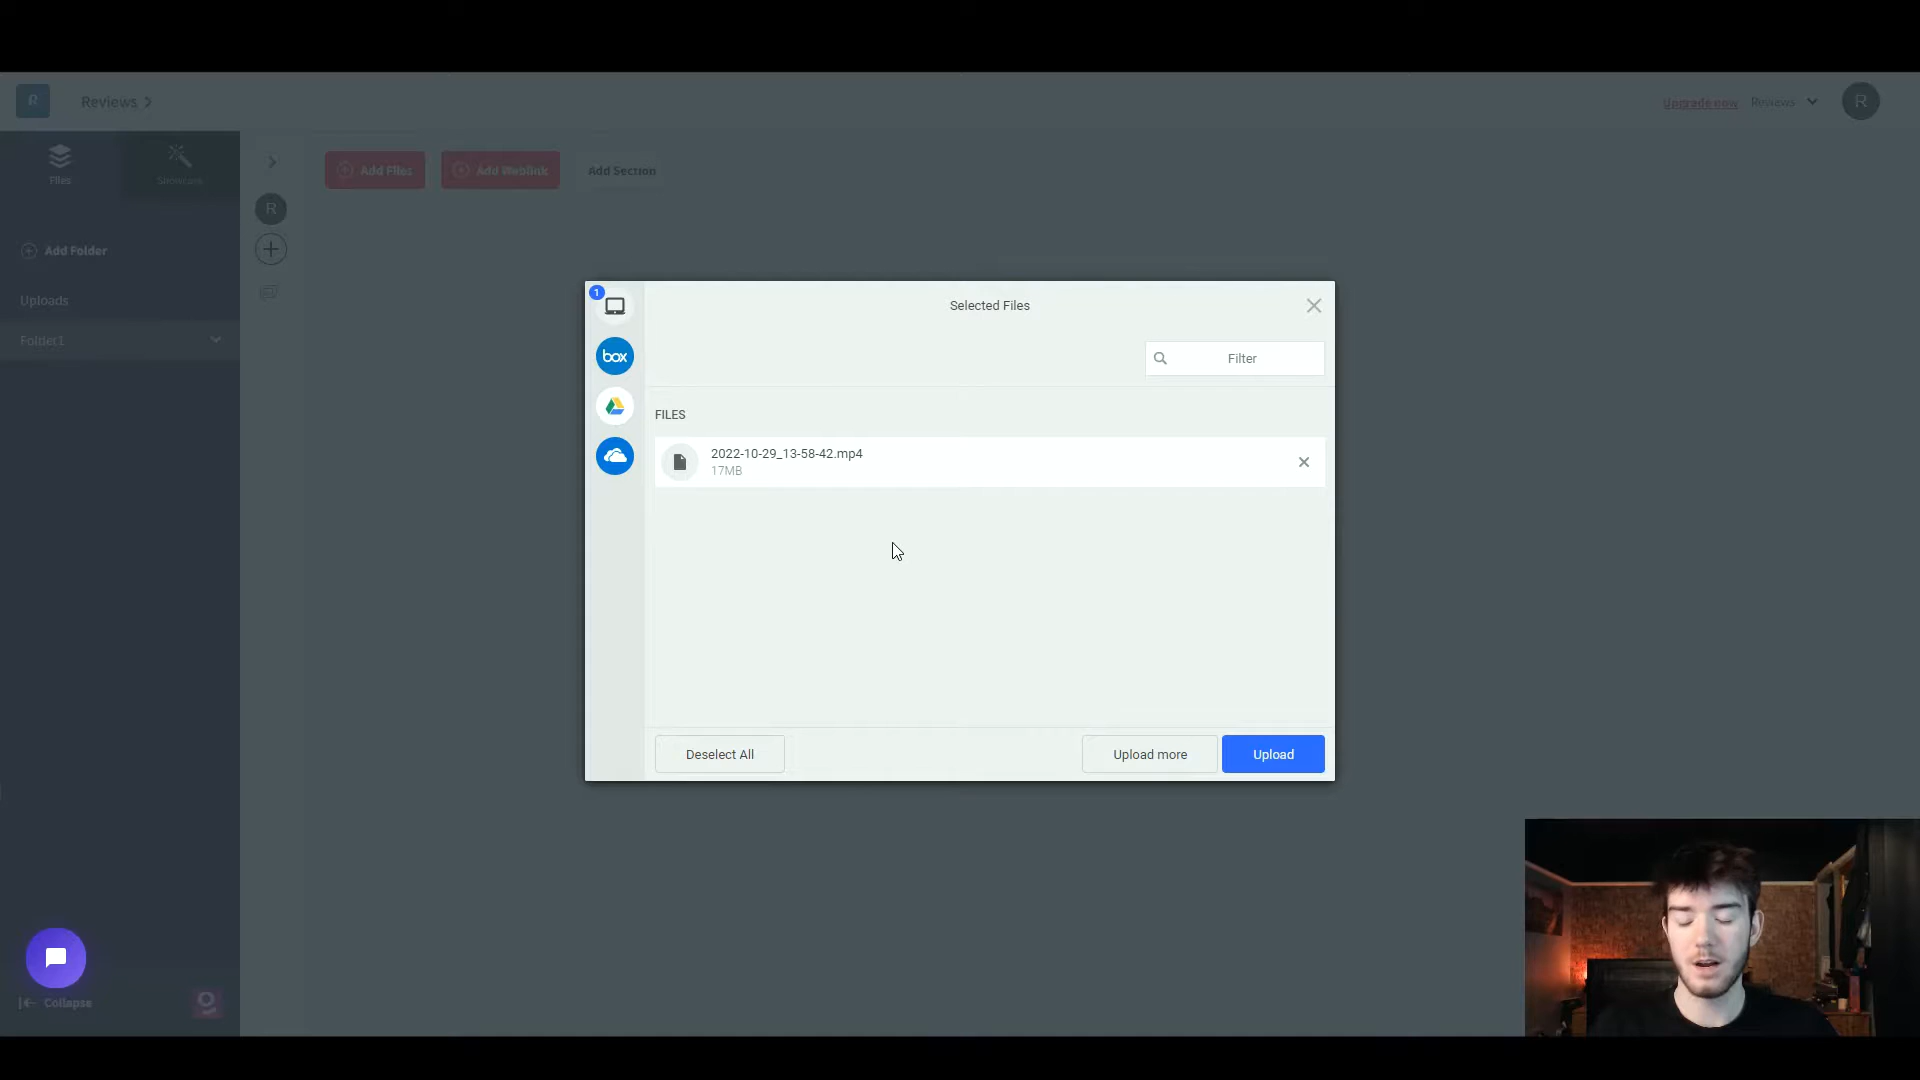 R
Reviews
Upgrade now
Reviews
R
Files
Showcase
Add Files
Add Weblink
Add Section
R
Add Folder
Uploads
Folder1
1
Selected Files
box
Filter
FILES
2022-10-29_13-58-42.mp4
17MB
Deselect All
Upload more
Upload
Collapse
g